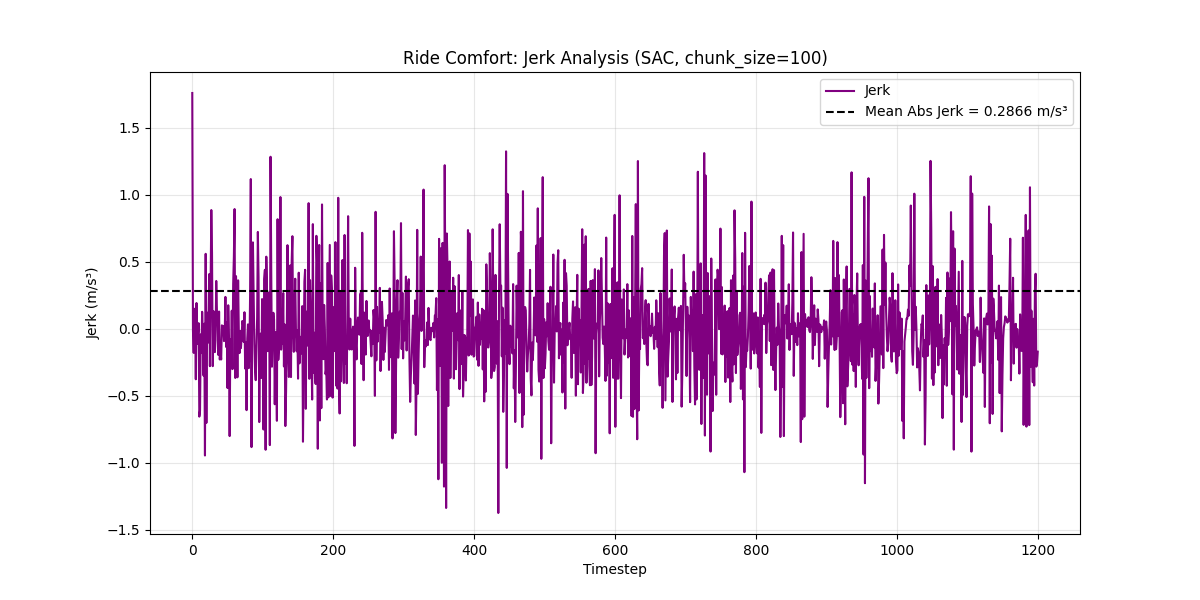 Ride Comfort: Jerk Analysis (SAC, chunk_size=100)
Jerk
Mean Abs Jerk = 0.2866 m/s³
Jerk (m/s³)
1.5
1.0
0.5
0.0
−0.5
−1.0
−1.5
0 200 400 600 800 1000 1200
Timestep